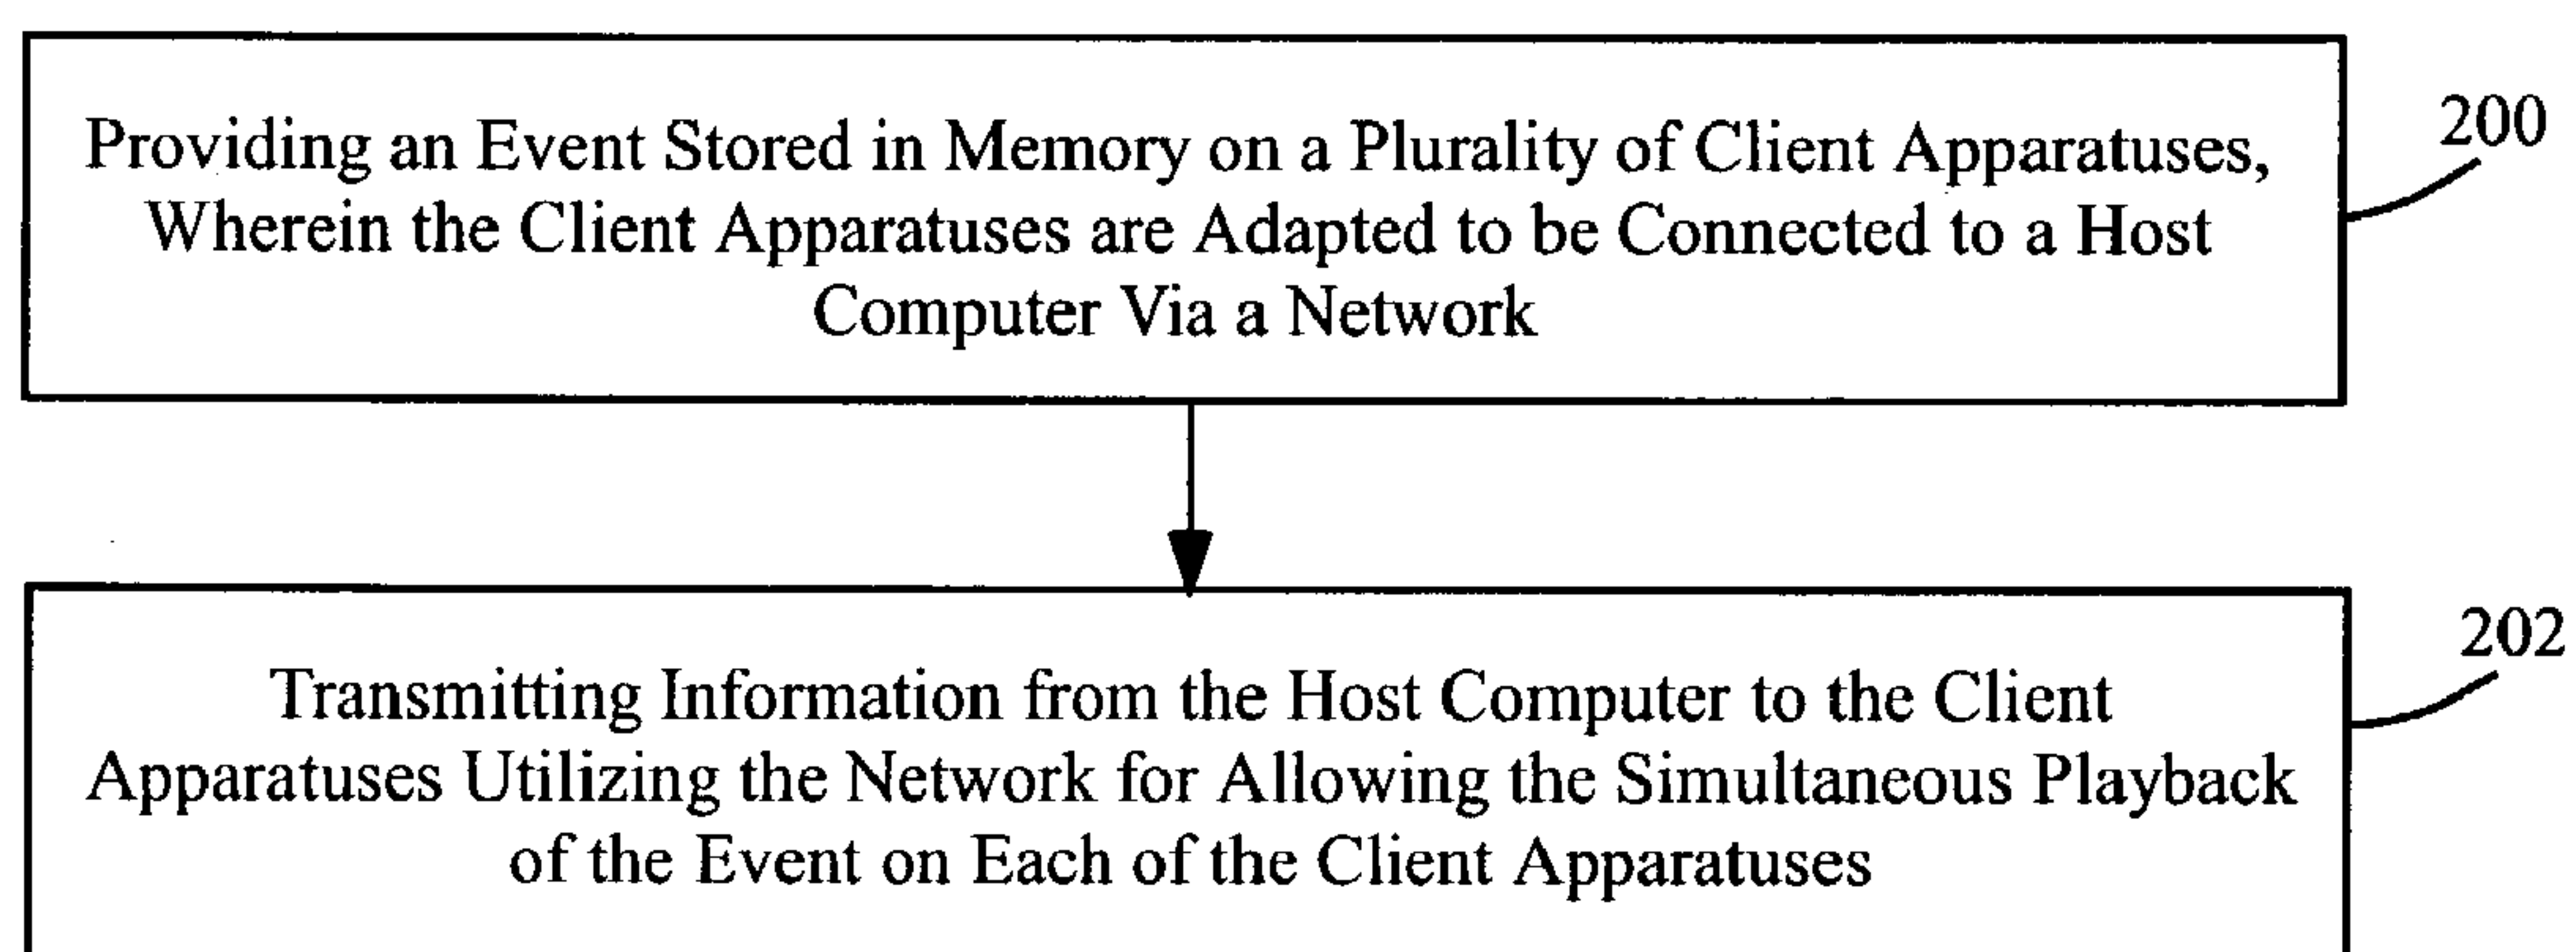 Providing an Event Stored in Memory on a Plurality of Client Apparatuses,
Wherein the Client Apparatuses are Adapted to be Connected to a Host
Computer Via a Network
200
Transmitting Information from the Host Computer to the Client
Apparatuses Utilizing the Network for Allowing the Simultaneous Playback
of the Event on Each of the Client Apparatuses
202